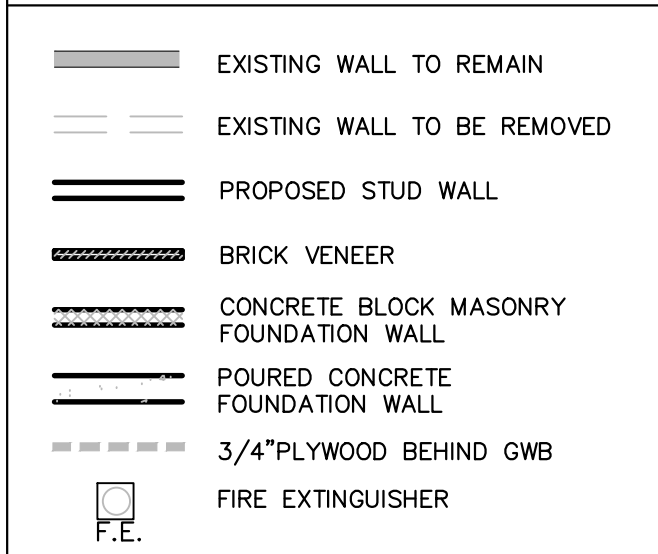 EXISTING WALL TO REMAIN
EXISTING WALL TO BE REMOVED
PROPOSED STUD WALL
BRICK VENEER
CONCRETE BLOCK MASONRY
FOUNDATION WALL
POURED CONCRETE
FOUNDATION WALL
3/4"PLYWOOD BEHIND GWB
FIRE EXTINGUISHER
F.E.